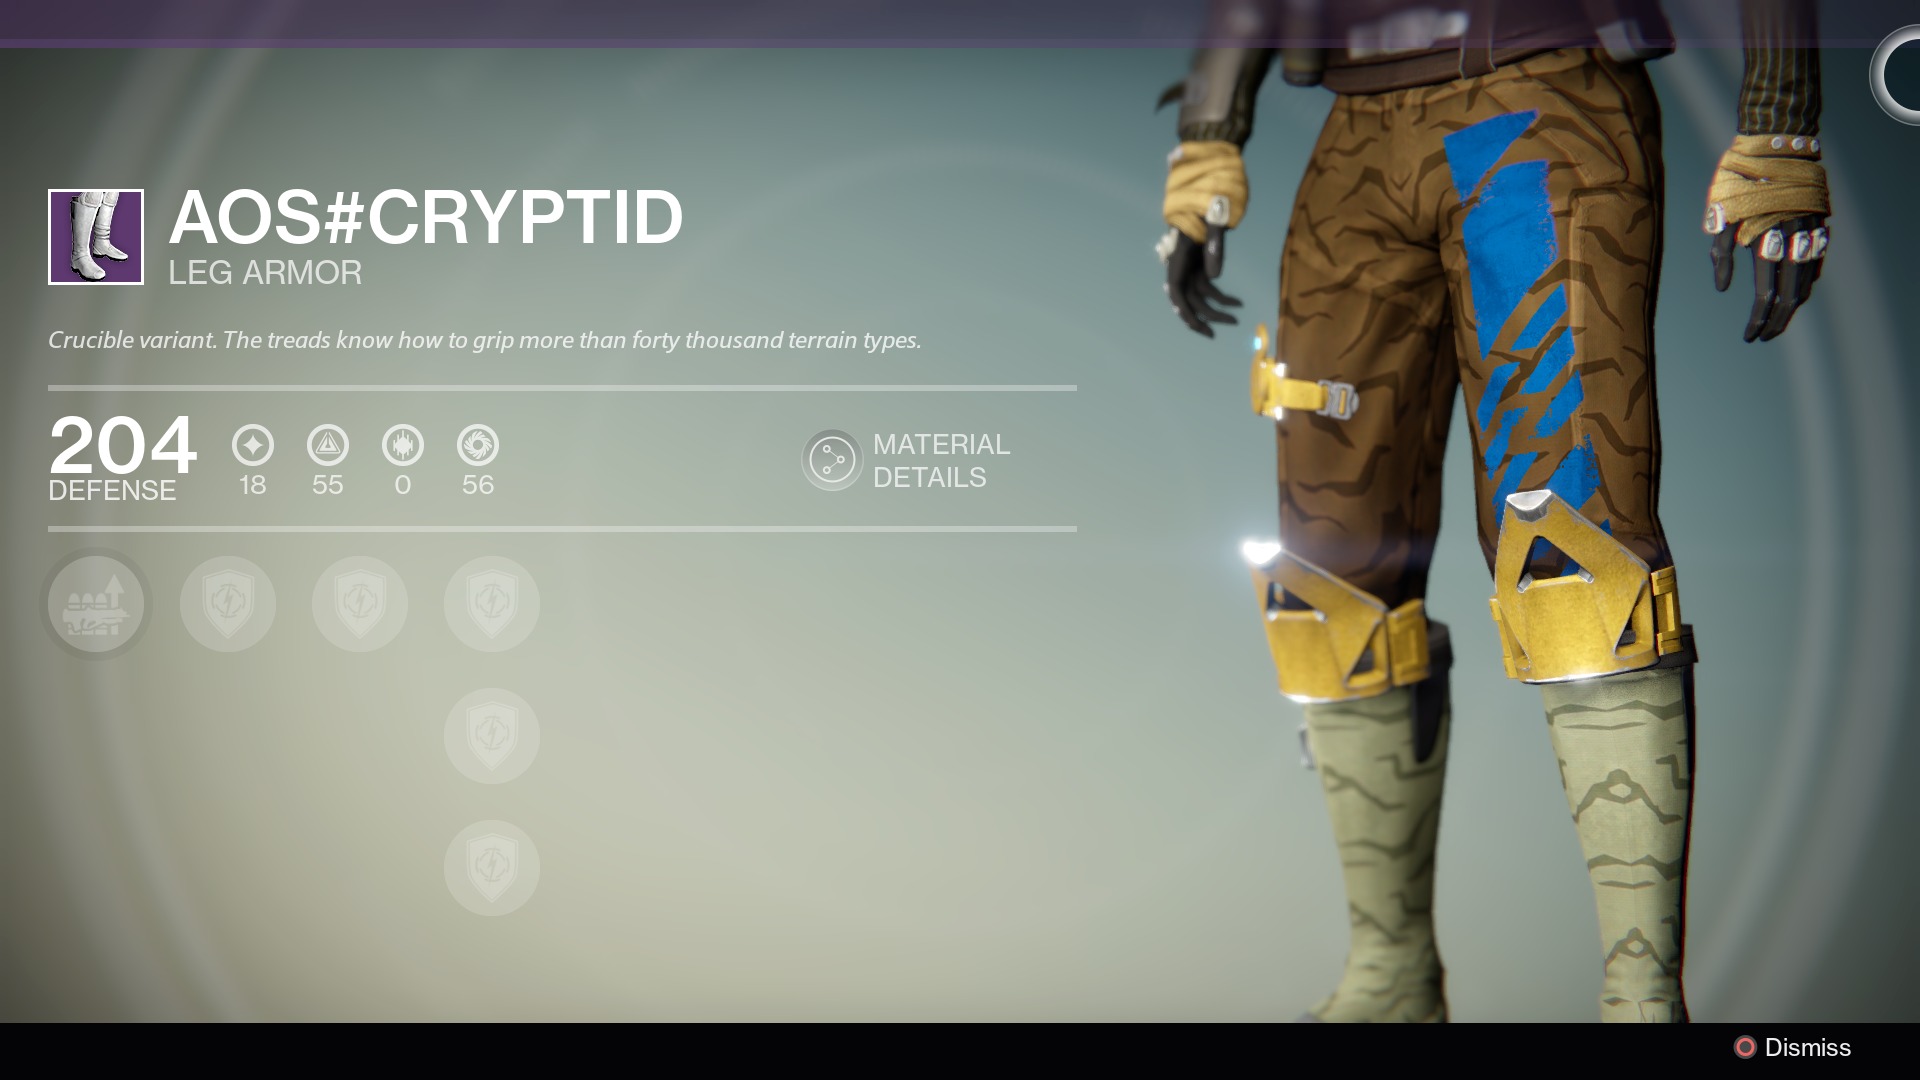 AOS#CRYPTID
LEG ARMOR
Crucible variant. The treads know how to grip more than forty thousand terrain types.
204
DEFENSE
18 55 0 56
MATERIAL
DETAILS
Dismiss